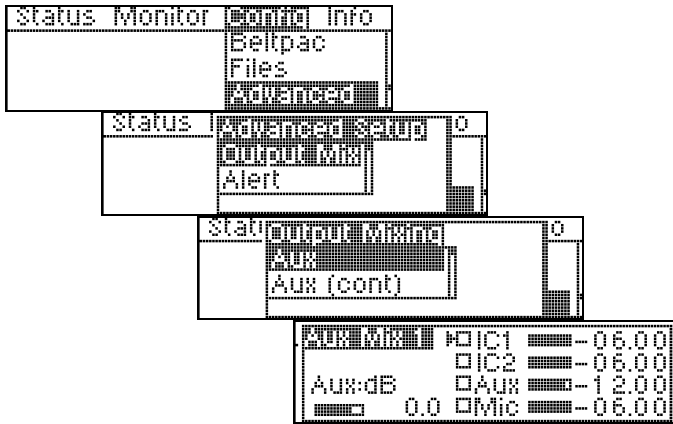 Status Monitor Config Info
Beltpac
Files
Advanced
Status
Advanced Setup
o
Output Mix
Alert
Stat
Output Mixing
o
Aux
Aux (cont)
Aux Mix 1
IC1 -06.00
IC2 -06.00
Aux:dB
Aux -12.00
0.0
Mic -06.00